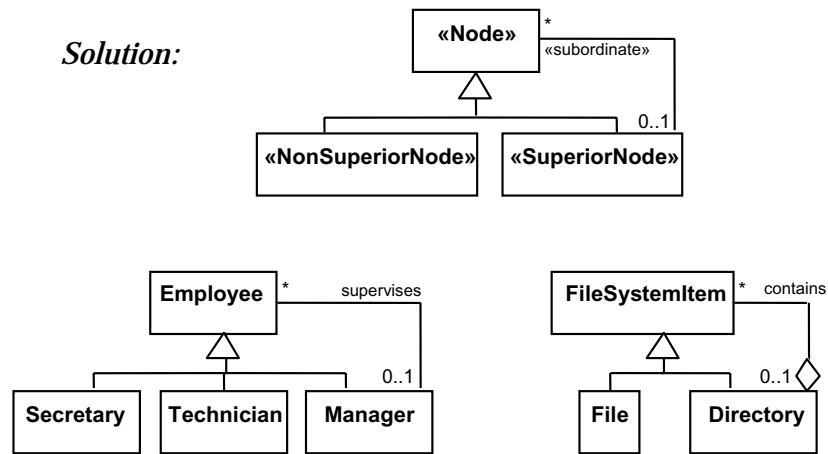 Solution:
«Node»
*
«subordinate»
0..1
«NonSuperiorNode»
«SuperiorNode»
Employee
*
supervises
0..1
Secretary
Technician
Manager
FileSystemItem
*
contains
0..1
File
Directory